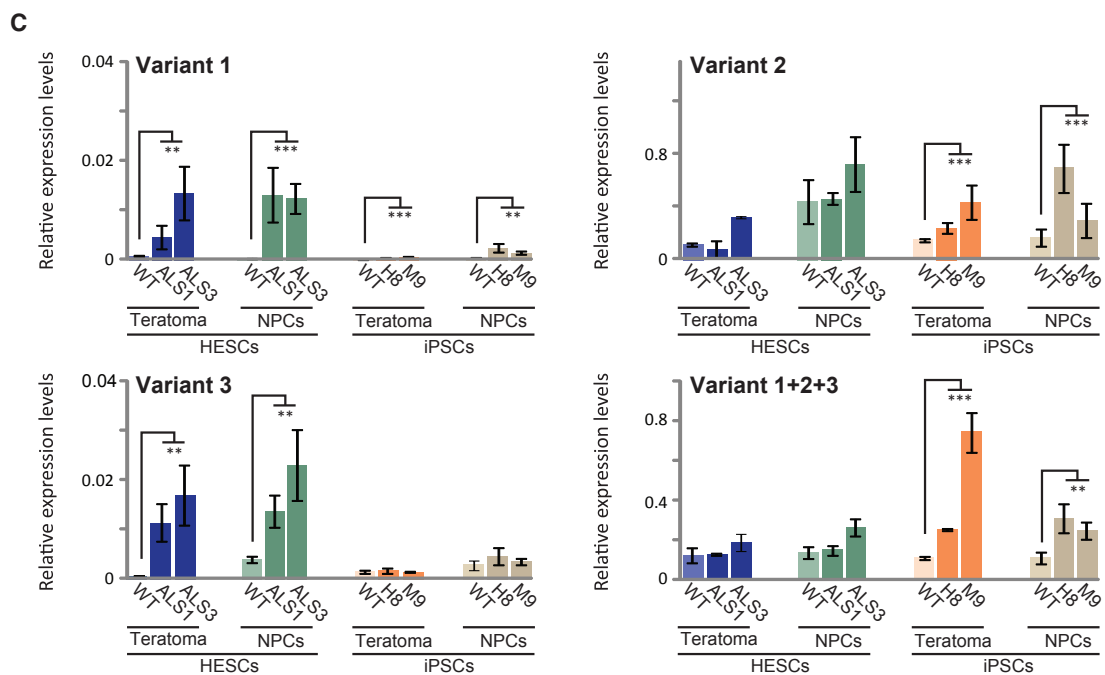 C
Variant 1
Relative expression levels
0.04
0.02
0
**
***
***
**
WT ALS1 ALS3 WT ALS1 ALS3 WT H8 M9 WT H8 M9
Teratoma NPCs Teratoma NPCs
HESCs iPSCs
Variant 2
Relative expression levels
0.8
0
***
***
WT ALS1 ALS3 WT ALS1 ALS3 WT H8 M9 WT H8 M9
Teratoma NPCs Teratoma NPCs
HESCs iPSCs
Variant 3
Relative expression levels
0.04
0.02
0
**
**
WT ALS1 ALS3 WT ALS1 ALS3 WT H8 M9 WT H8 M9
Teratoma NPCs Teratoma NPCs
HESCs iPSCs
Variant 1+2+3
Relative expression levels
0.8
0.4
0
***
**
WT ALS1 ALS3 WT ALS1 ALS3 WT H8 M9 WT H8 M9
Teratoma NPCs Teratoma NPCs
HESCs iPSCs